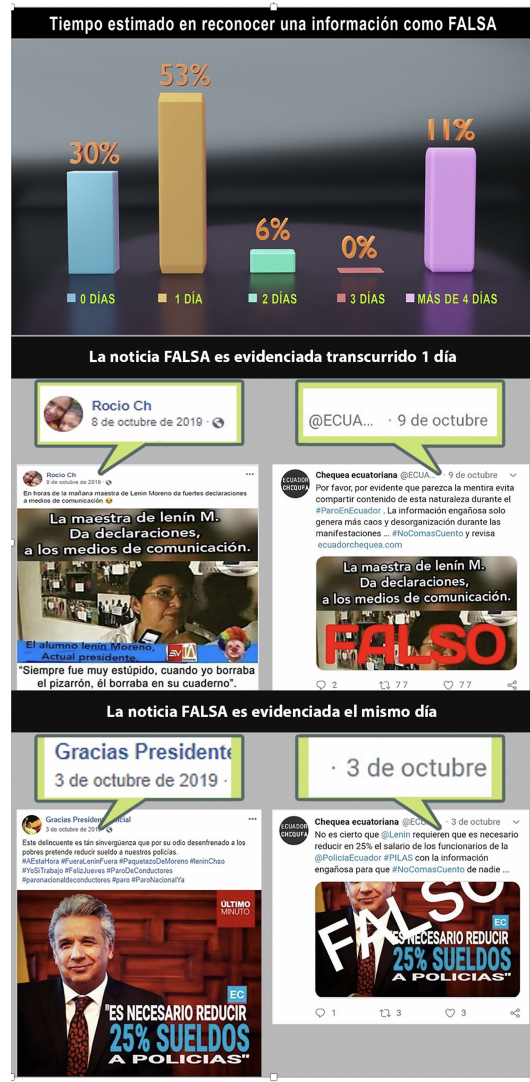 Tiempo estimado en reconocer una información como FALSA
30%
53%
6%
0%
11%
0 DÍAS
1 DÍA
2 DÍAS
3 DÍAS
MÁS DE 4 DÍAS
La noticia FALSA es evidenciada transcurrido 1 día
Rocio Ch
8 de octubre de 2019 ·
@ECUA... · 9 de octubre
Rocio Ch
8 de octubre de 2019 ·
En horas de la mañana maestra de Lenin Moreno da fuertes declaraciones
a medios de comunicación
La maestra de lenín M.
Da declaraciones,
a los medios de comunicación.
El alumno lenín Moreno,
Actual presidente.
"Siempre fue muy estúpido, cuando yo borraba
el pizarrón, él borraba en su cuaderno".
ECUADOR
CHEQUEA
Chequea ecuatoriana @ECU... · 9 de octubre
Por favor, por evidente que parezca la mentira evita
compartir contenido de esta naturaleza durante el
#ParoEnEcuador . La información engañosa solo
genera más caos y desorganización durante las
manifestaciones ... #NoComasCuento y revisa
ecuadorchequea.com
La maestra de lenín M.
Da declaraciones,
a los medios de comunicación.
FALSO
2 77 77
La noticia FALSA es evidenciada el mismo día
Gracias Presidente
3 de octubre de 2019 ·
· 3 de octubre
Gracias Presiden cial
3 de octubre de 2019
Este delincuente es tán sinvergüenza que por su odio desenfrenado a los
pobres pretende reducir sueldo a nuestros policías.
#AEstaHora #FueraLeninFuera #PaquetazoDeMoreno #leninChao
#YoSiTrabajo #FelizJueves #ParoDeConductores
#paronacionaldeconductores #paro #ParoNacionalYa
ÚLTIMO
MINUTO
EC
"ES NECESARIO REDUCIR
25% SUELDOS
A POLICIAS"
ECUADOR
CHEQUEA
Chequea ecuatoriana @ECU · 3 de octubre
No es cierto que @Lenin requieren que es necesario
reducir en 25% el salario de los funcionarios de la
@PoliciaEcuador #PILAS con la información
engañosa para que #NoComasCuento de nadie ...
FALSO
EC
"ES NECESARIO REDUCIR
25% SUELDOS
A POLICIAS"
1 3 3